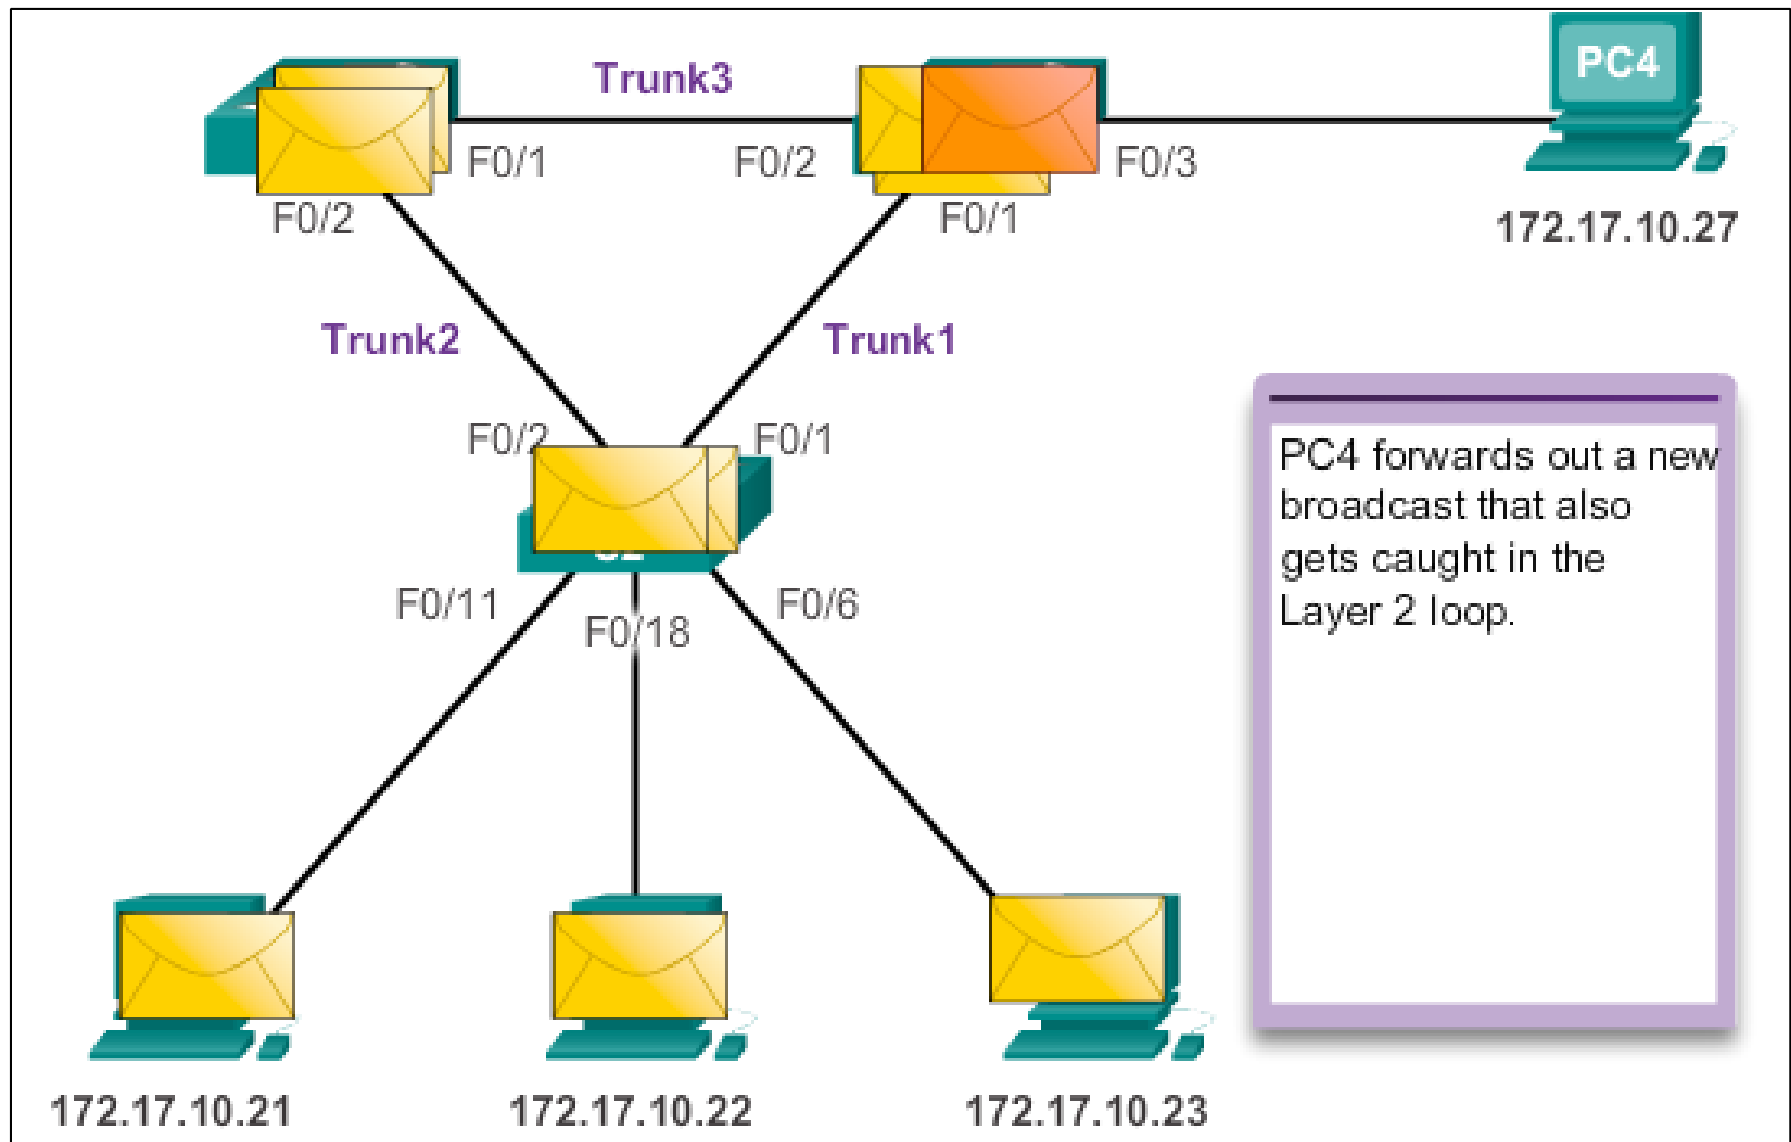 Trunk3
PC4
F0/1
F0/2
F0/3
F0/2
F0/1
172.17.10.27
Trunk2
Trunk1
F0/2
F0/1
PC4 forwards out a new
broadcast that also
gets caught in the
Layer 2 loop.
F0/11
F0/18
F0/6
172.17.10.21
172.17.10.22
172.17.10.23